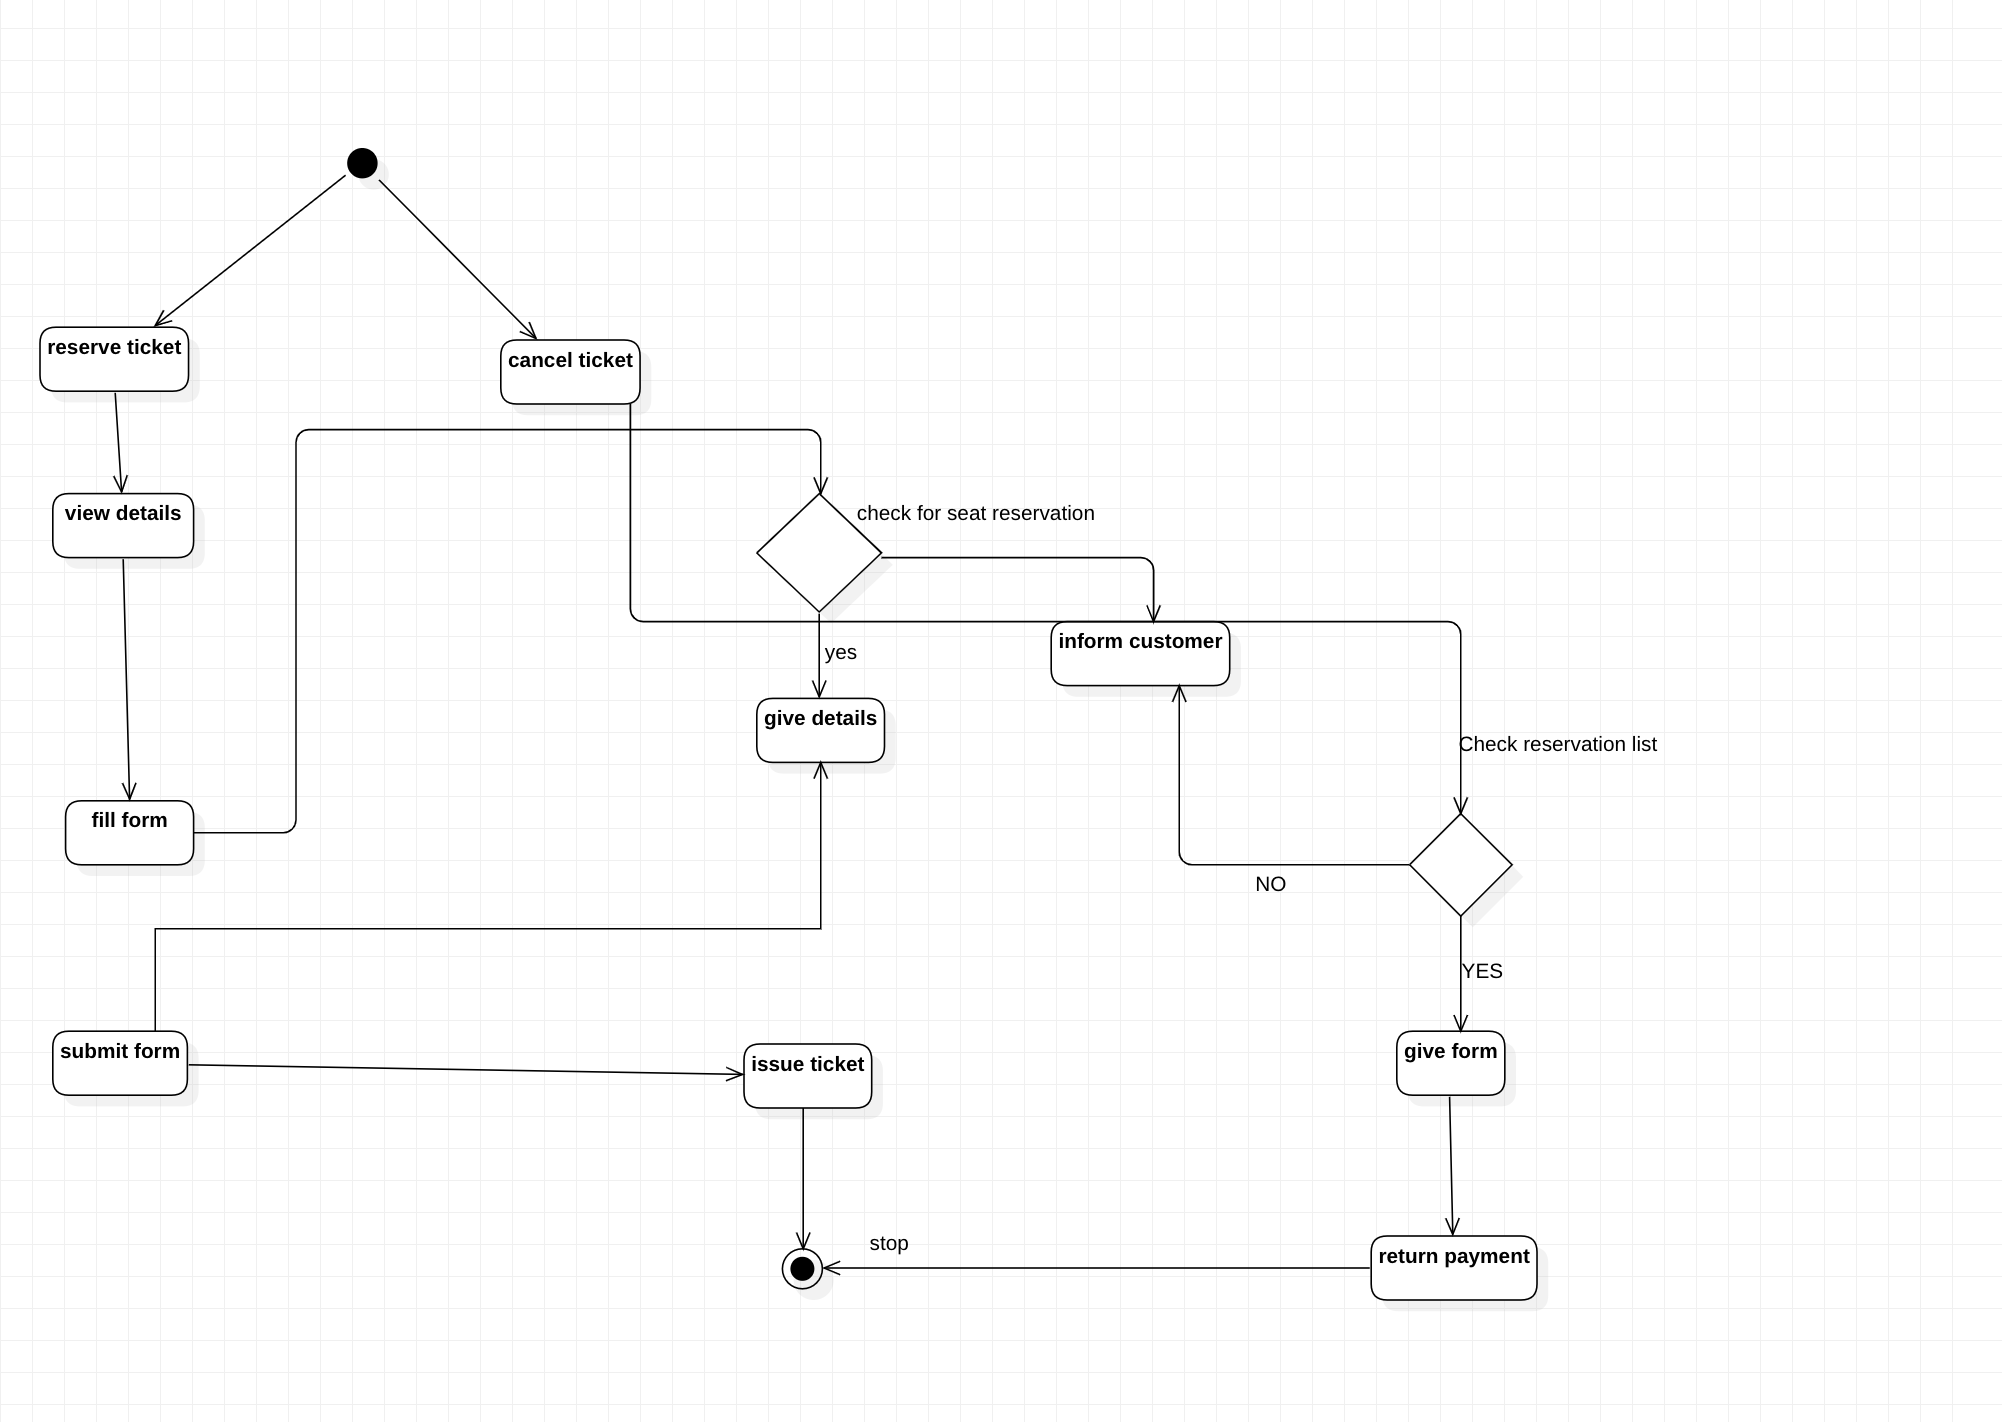 reserve ticket
cancel ticket
view details
check for seat reservation
inform customer
yes
give details
Check reservation list
fill form
NO
YES
submit form
issue ticket
give form
stop
return payment